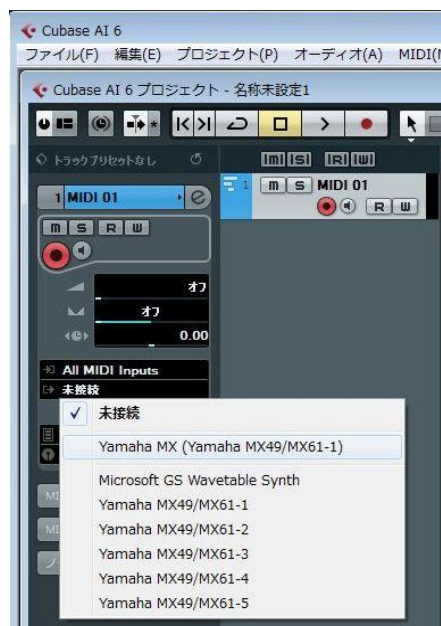 Cubase AI 6
ファイル(F) 編集(E) プロジェクト(P) オーディオ(A) MIDI(M
Cubase AI 6 プロジェクト - 名称未設定1
トラックプリセットなし
m S R W
1 MIDI 01
1 m S MIDI 01
R W
m S R W
オフ
オフ
0.00
All MIDI Inputs
未接続
✓ 未接続
Yamaha MX (Yamaha MX49/MX61-1)
Microsoft GS Wavetable Synth
Yamaha MX49/MX61-1
Yamaha MX49/MX61-2
Yamaha MX49/MX61-3
Yamaha MX49/MX61-4
Yamaha MX49/MX61-5